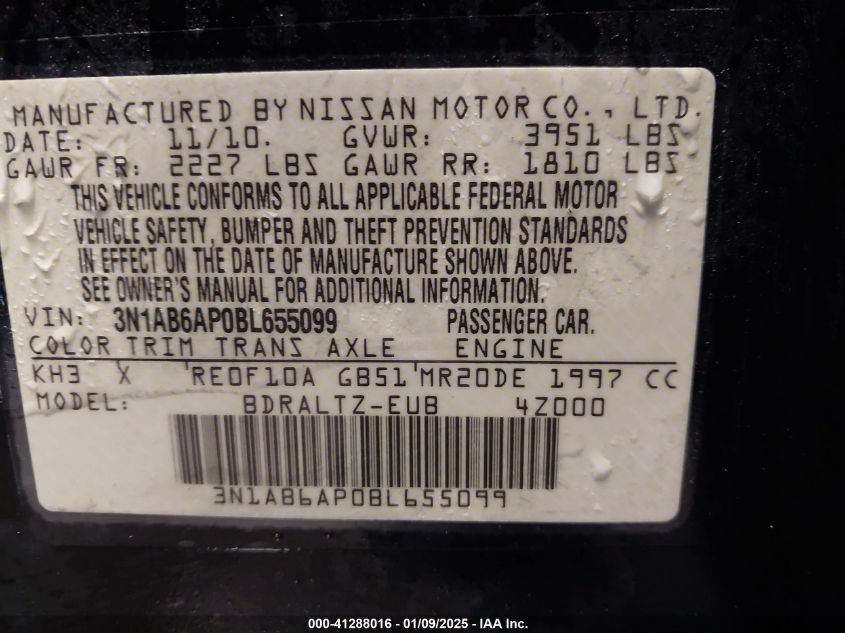 MANUFACTURED BY NISSAN MOTOR CO., LTD.
DATE: 11/10. GVWR: 3951 LBS
GAWR FR: 2227 LBS GAWR RR: 1810 LBS
THIS VEHICLE CONFORMS TO ALL APPLICABLE FEDERAL MOTOR
VEHICLE SAFETY, BUMPER AND THEFT PREVENTION STANDARDS
IN EFFECT ON THE DATE OF MANUFACTURE SHOWN ABOVE.
SEE OWNER'S MANUAL FOR ADDITIONAL INFORMATION.
VIN: 3N1AB6AP0BL655099 PASSENGER CAR.
COLOR TRIM TRANS AXLE ENGINE
KH3 X 'RE0F10A GB51'MR20DE 1997 CC
MODEL: BDRALTZ-EUB 4Z000
3N1AB6AP0BL655099
000-41288016 - 01/09/2025 - IAA Inc.